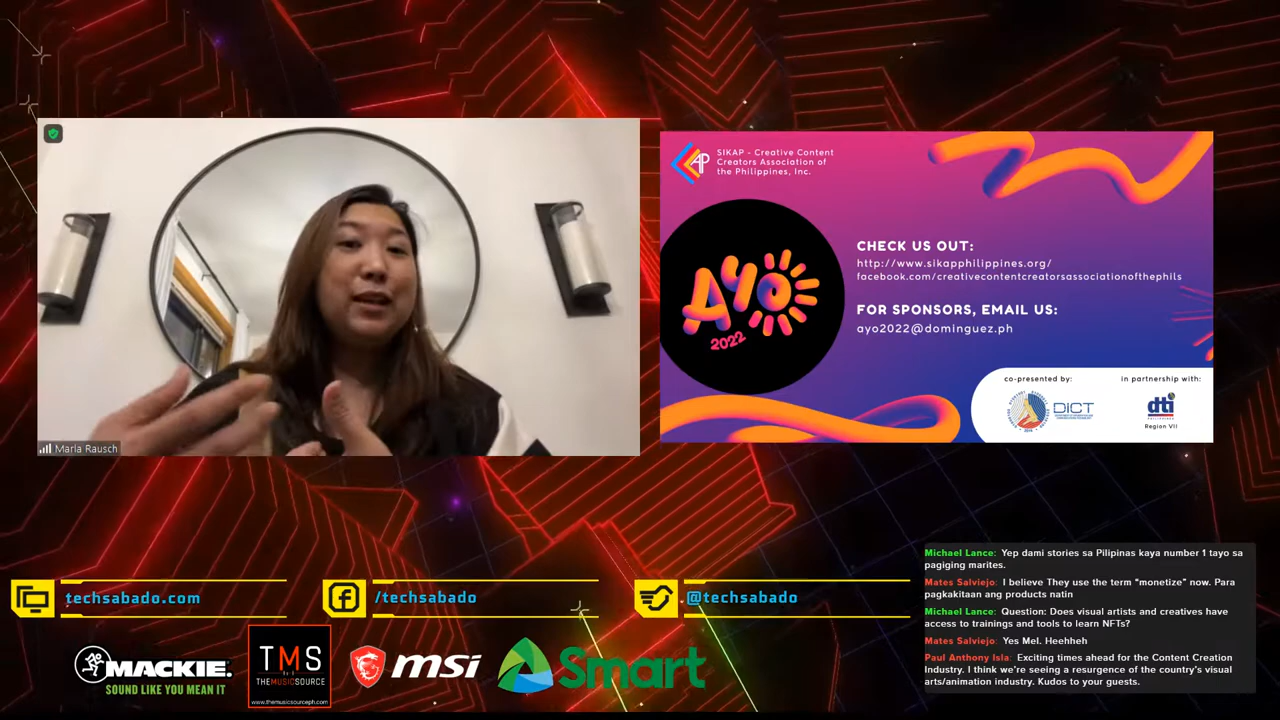 Marla Rausch
AP
SIKAP - Creative Content
Creators Association of
the Philippines, Inc.
AYO
2022
CHECK US OUT:
http://www.sikapphilippines.org/
facebook.com/creativecontentcreatorsassociationofthephils
FOR SPONSORS, EMAIL US:
ayo2022@dominguez.ph
co-presented by:
in partnership with:
DICT
dti
PHILIPPINES
Region VII
techsabado.com
/techsabado
@techsabado
MACKIE.
SOUND LIKE YOU MEAN IT
TMS
THEMUSICSOURCE
www.themusicsourceph.com
msi
Smart
Michael Lance: Yep dami stories sa Pilipinas kaya number 1 tayo sa
pagiging marites.
Mates Salviejo: I believe They use the term "monetize" now. Para
pagkakitaan ang products natin
Michael Lance: Question: Does visual artists and creatives have
access to trainings and tools to learn NFTs?
Mates Salviejo: Yes Mel. Heehheh
Paul Anthony Isla: Exciting times ahead for the Content Creation
Industry. I think we're seeing a resurgence of the country's visual
arts/animation industry. Kudos to your guests.